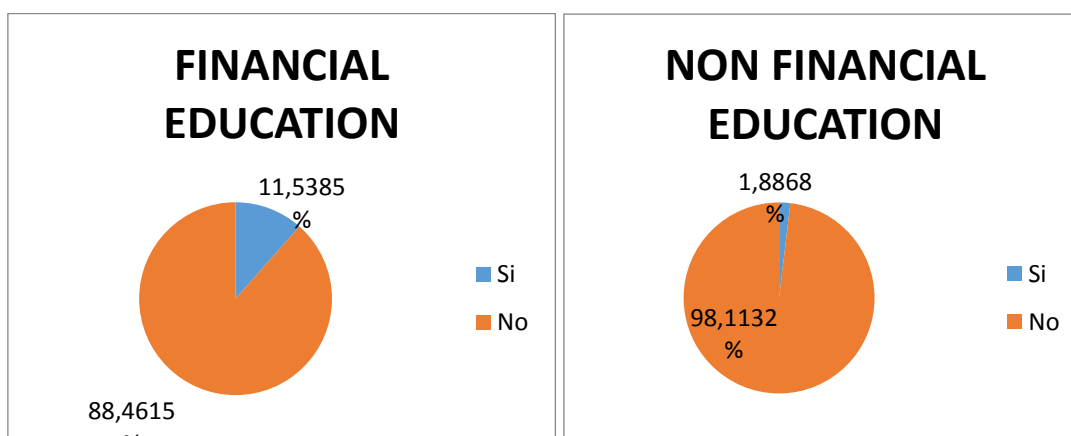 FINANCIAL
EDUCATION
11,5385
%
Si
No
88,4615
NON FINANCIAL
EDUCATION
1,8868
%
Si
No
98,1132
%